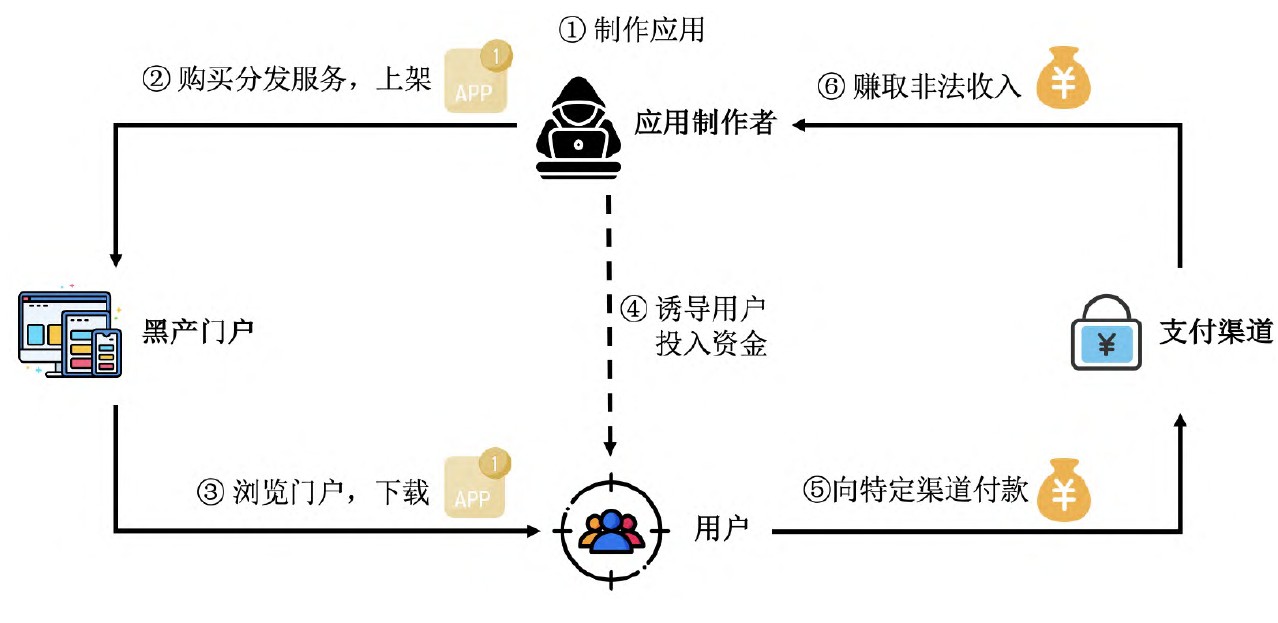 ① 制作应用
② 购买分发服务，上架
1
APP
⑥ 赚取非法收入
¥
应用制作者
黑产门户
④ 诱导用户
投入资金
¥
支付渠道
③ 浏览门户，下载
1
APP
⑤向特定渠道付款
¥
用户